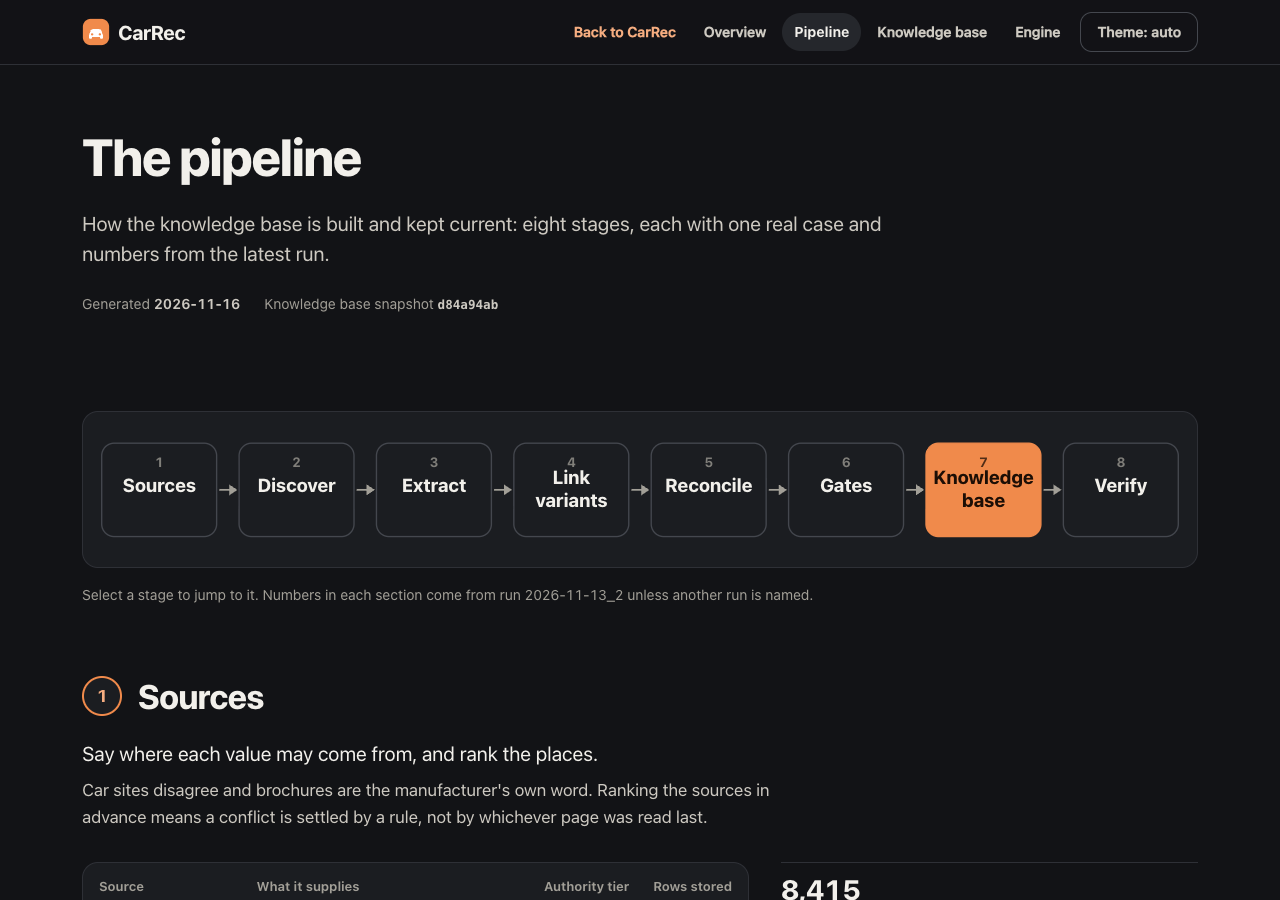 CarRec
Back to CarRec
Overview
Pipeline
Knowledge base
Engine
Theme: auto
The pipeline
How the knowledge base is built and kept current: eight stages, each with one real case and
numbers from the latest run.
Generated 2026-11-16
Knowledge base snapshot d84a94ab
1
Sources
2
Discover
3
Extract
4
Link
variants
5
Reconcile
6
Gates
7
Knowledge
base
8
Verify
Select a stage to jump to it. Numbers in each section come from run 2026-11-13_2 unless another run is named.
1
Sources
Say where each value may come from, and rank the places.
Car sites disagree and brochures are the manufacturer's own word. Ranking the sources in
advance means a conflict is settled by a rule, not by whichever page was read last.
Source
What it supplies
Authority tier
Rows stored
8,415